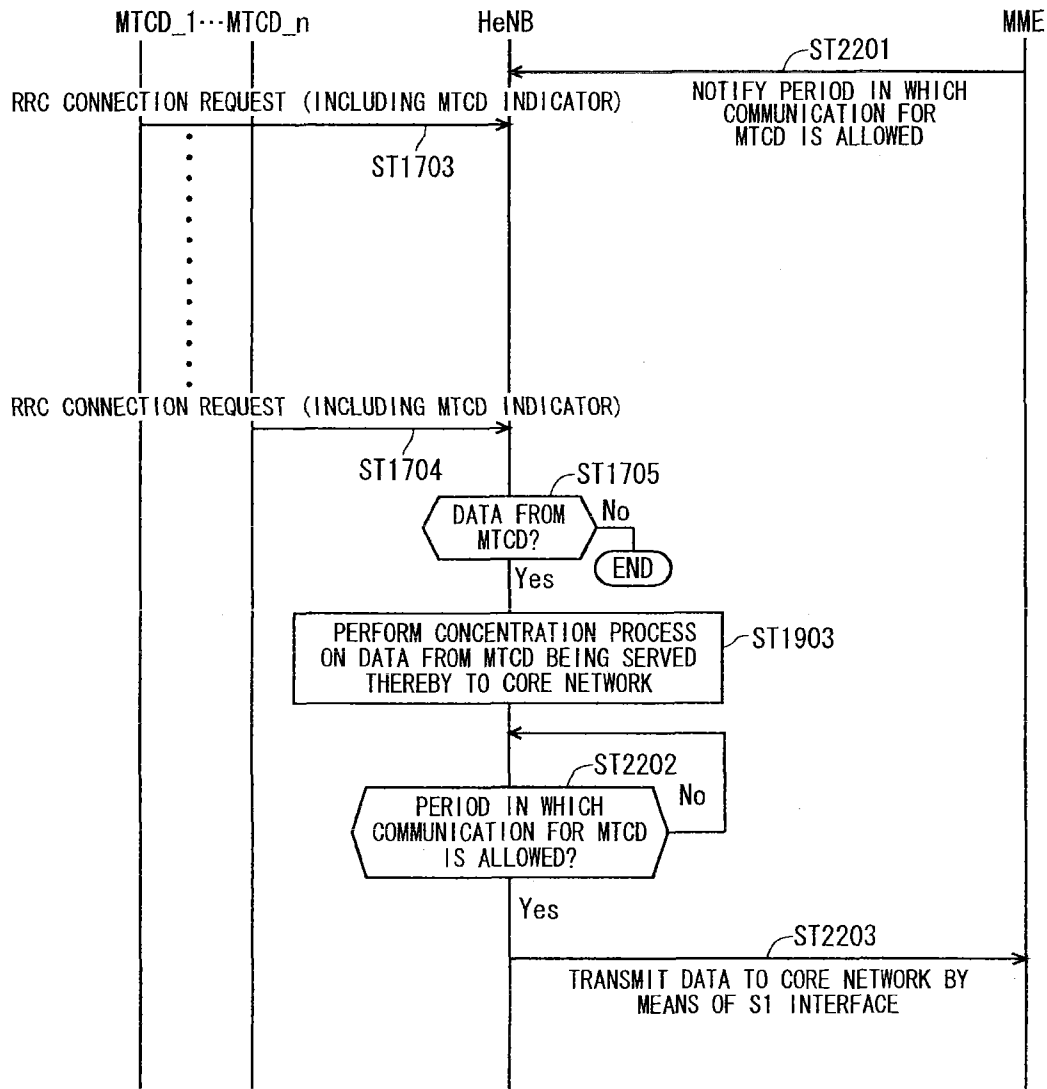 MTCD_1···MTCD_n
HeNB
MME
ST2201
NOTIFY PERIOD IN WHICH
COMMUNICATION FOR
MTCD IS ALLOWED
RRC CONNECTION REQUEST (INCLUDING MTCD INDICATOR)
ST1703
RRC CONNECTION REQUEST (INCLUDING MTCD INDICATOR)
ST1704
ST1705
DATA FROM
MTCD?
No
END
Yes
PERFORM CONCENTRATION PROCESS
ON DATA FROM MTCD BEING SERVED
THEREBY TO CORE NETWORK
ST1903
ST2202
PERIOD IN WHICH
COMMUNICATION FOR MTCD
IS ALLOWED?
No
Yes
ST2203
TRANSMIT DATA TO CORE NETWORK BY
MEANS OF S1 INTERFACE